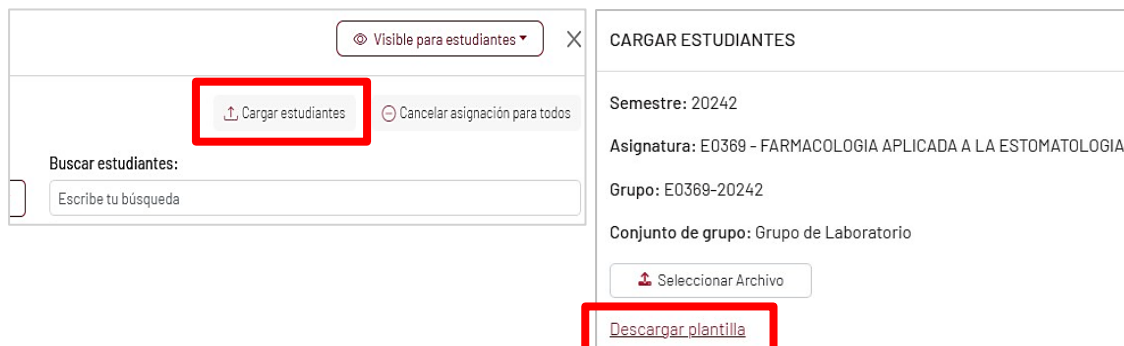 Visible para estudiantes
Cargar estudiantes
Cancelar asignación para todos
Buscar estudiantes:
Escribe tu búsqueda
CARGAR ESTUDIANTES
Semestre: 20242
Asignatura: E0369 - FARMACOLOGIA APLICADA A LA ESTOMATOLOGIA
Grupo: E0369-20242
Conjunto de grupo: Grupo de Laboratorio
Seleccionar Archivo
Descargar plantilla